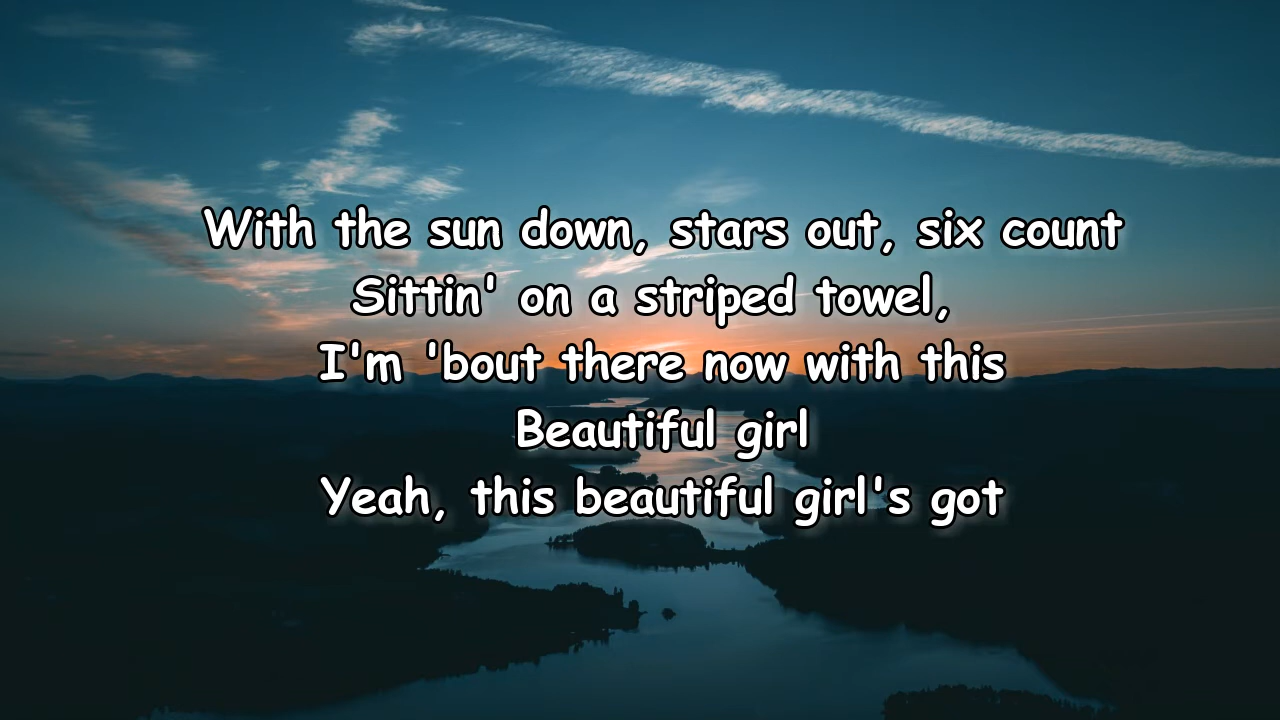 With the sun down, stars out, six count
Sittin' on a striped towel,
I'm 'bout there now with this
Beautiful girl
Yeah, this beautiful girl's got